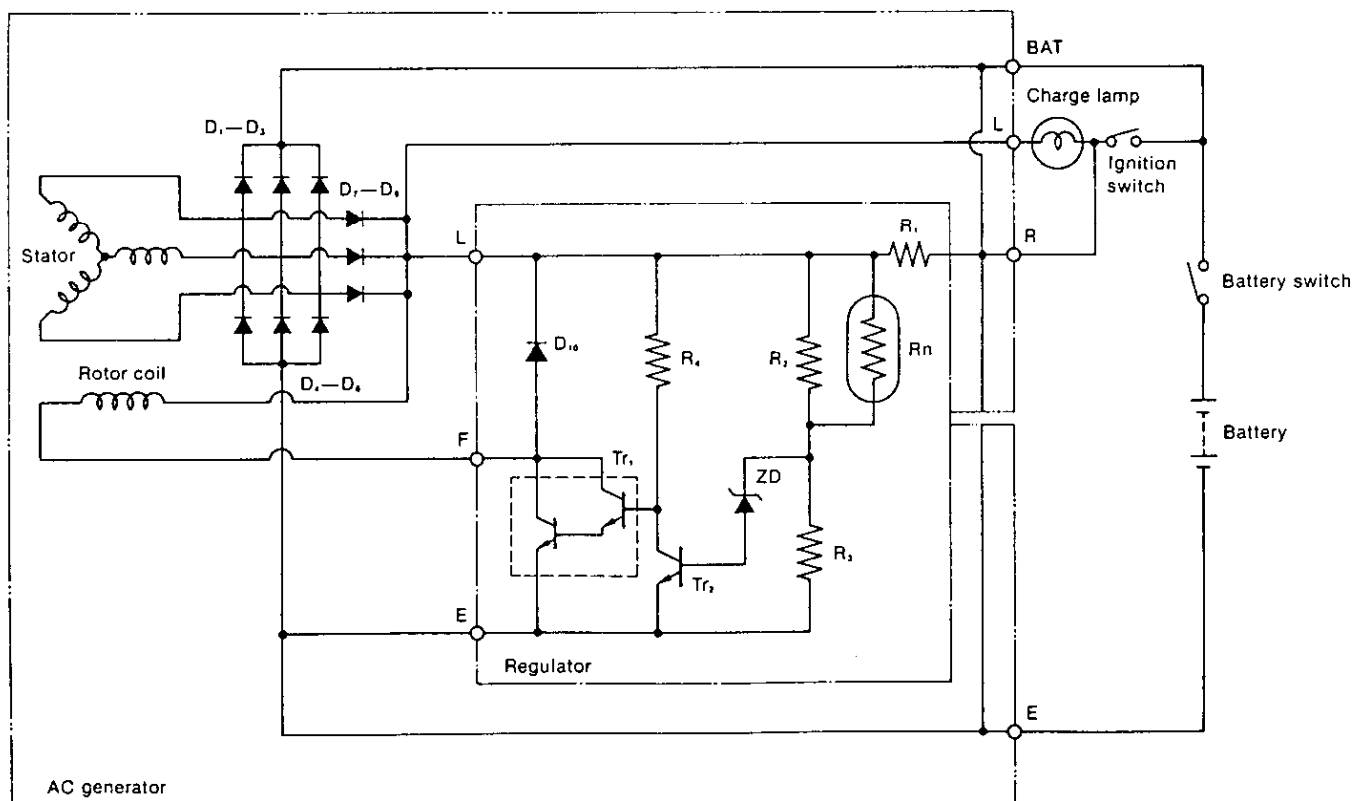 BAT
Charge lamp
D₁—D₃
L
Ignition
switch
D₇—D₉
R₁
L
R
Stator
Battery switch
D₁₀
R₄
R₂
Rn
Rotor coil
D₄—D₆
Battery
F
Tr₁
ZD
R₃
Tr₂
E
Regulator
E
AC generator